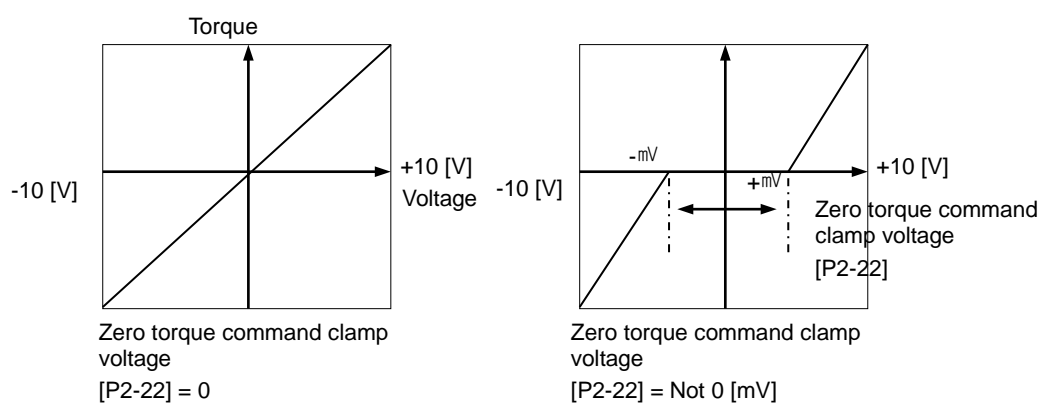 Torque
-10 [V]
+10 [V]
Voltage
Zero torque command clamp
voltage
[P2-22] = 0
-10 [V]
-㎷
+㎷
+10 [V]
Zero torque command
clamp voltage
[P2-22]
Zero torque command clamp
voltage
[P2-22] = Not 0 [mV]